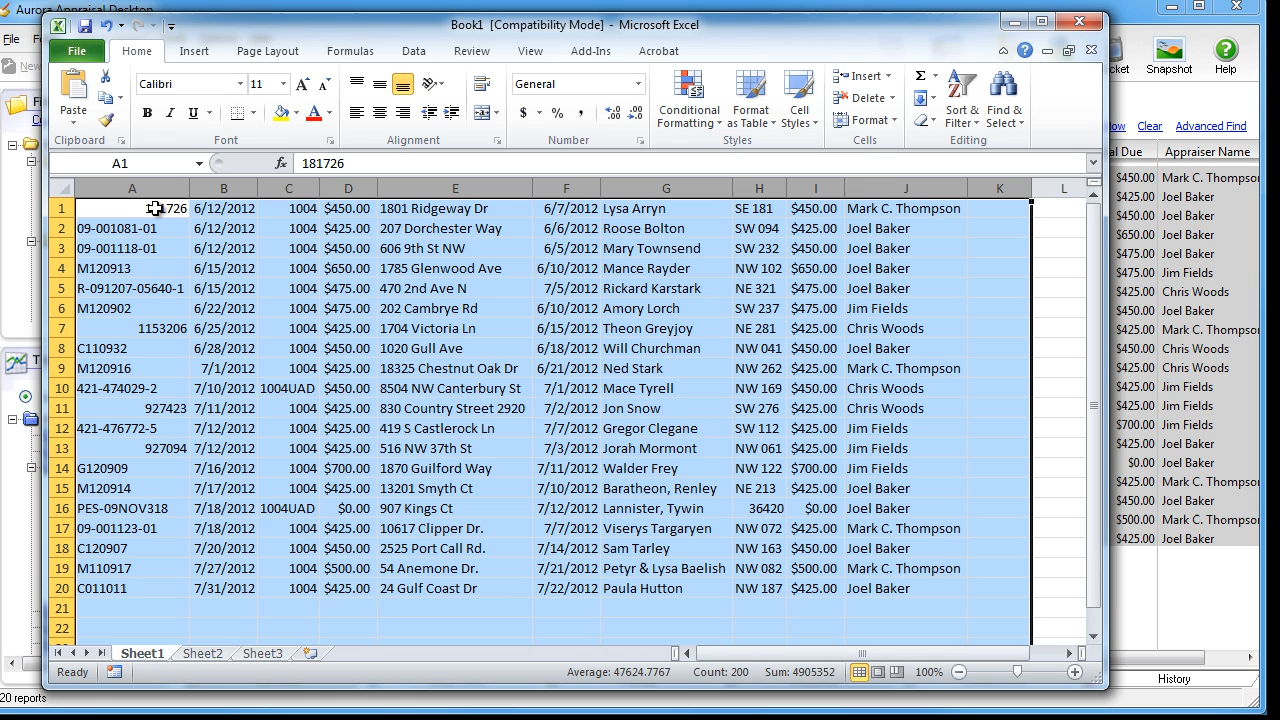 Aurora Appraisal Desktop
Book1 [Compatibility Mode] - Microsoft Excel
File
File Home Insert Page Layout Formulas Data Review View Add-Ins Acrobat
New
Paste
Calibri 11
B I U
General
$ % ,
Conditional Formatting
Format as Table
Cell Styles
Insert
Delete
Format
Σ
Sort & Filter
Find & Select
Clipboard Font Alignment Number Styles Cells Editing
Snapshot Help
Clear Advanced Find
A1 fx 181726
A B C D E F G H I J K L
1 6/12/2012 1004 $450.00 1801 Ridgeway Dr 6/7/2012 Lysa Arryn SE 181 $450.00 Mark C. Thompson
2 09-001081-01 6/12/2012 1004 $425.00 207 Dorchester Way 6/6/2012 Roose Bolton SW 094 $425.00 Joel Baker
3 09-001118-01 6/12/2012 1004 $450.00 606 9th St NW 6/5/2012 Mary Townsend SW 232 $450.00 Joel Baker
4 M120913 6/15/2012 1004 $650.00 1785 Glenwood Ave 6/10/2012 Mance Rayder NW 102 $650.00 Joel Baker
5 R-091207-05640-1 6/15/2012 1004 $475.00 470 2nd Ave N 7/5/2012 Rickard Karstark NE 321 $475.00 Joel Baker
6 M120902 6/22/2012 1004 $475.00 202 Cambrye Rd 6/10/2012 Amory Lorch SW 237 $475.00 Jim Fields
7 1153206 6/25/2012 1004 $425.00 1704 Victoria Ln 6/15/2012 Theon Greyjoy NE 281 $425.00 Chris Woods
8 C110932 6/28/2012 1004 $425.00 1020 Gull Ave 6/18/2012 Will Churchman NW 041 $450.00 Joel Baker
9 M120916 7/1/2012 1004 $425.00 18325 Chestnut Oak Dr 6/21/2012 Ned Stark NW 262 $425.00 Mark C. Thompson
10 421-474029-2 7/10/2012 1004UAD $450.00 8504 NW Canterbury St 7/1/2012 Mace Tyrell NW 169 $450.00 Chris Woods
11 927423 7/11/2012 1004 $425.00 830 Country Street 2920 7/2/2012 Jon Snow SW 276 $425.00 Chris Woods
12 421-476772-5 7/12/2012 1004 $425.00 419 S Castlerock Ln 7/7/2012 Gregor Clegane SW 112 $425.00 Jim Fields
13 927094 7/12/2012 1004 $425.00 516 NW 37th St 7/3/2012 Jorah Mormont NW 061 $425.00 Jim Fields
14 G120909 7/16/2012 1004 $700.00 1870 Guilford Way 7/11/2012 Walder Frey NW 122 $700.00 Jim Fields
15 M120914 7/17/2012 1004 $425.00 13201 Smyth Ct 7/10/2012 Baratheon, Renley NE 213 $425.00 Joel Baker
16 PES-09NOV318 7/18/2012 1004UAD $0.00 907 Kings Ct 7/12/2012 Lannister, Tywin 36420 $0.00 Joel Baker
17 09-001123-01 7/18/2012 1004 $425.00 10617 Clipper Dr. 7/7/2012 Viserys Targaryen NW 072 $425.00 Mark C. Thompson
18 C120907 7/20/2012 1004 $450.00 2525 Port Call Rd. 7/14/2012 Sam Tarley NW 163 $450.00 Joel Baker
19 M110917 7/27/2012 1004 $500.00 54 Anemone Dr. 7/21/2012 Petyr & Lysa Baelish NW 082 $500.00 Mark C. Thompson
20 C011011 7/31/2012 1004 $425.00 24 Gulf Coast Dr 7/22/2012 Paula Hutton NW 187 $425.00 Joel Baker
21
22
Sheet1 Sheet2 Sheet3
Ready Average: 47624.7767 Count: 200 Sum: 4905352 100%
Due Appraiser Name
$450.00 Mark C. Thompson
$425.00 Joel Baker
$450.00 Joel Baker
$650.00 Joel Baker
$475.00 Joel Baker
$475.00 Jim Fields
$425.00 Chris Woods
$450.00 Joel Baker
$425.00 Mark C. Thompson
$450.00 Chris Woods
$425.00 Chris Woods
$425.00 Jim Fields
$425.00 Jim Fields
$700.00 Jim Fields
$425.00 Joel Baker
$0.00 Joel Baker
$425.00 Mark C. Thompson
$450.00 Joel Baker
$500.00 Mark C. Thompson
$425.00 Joel Baker
History
20 reports